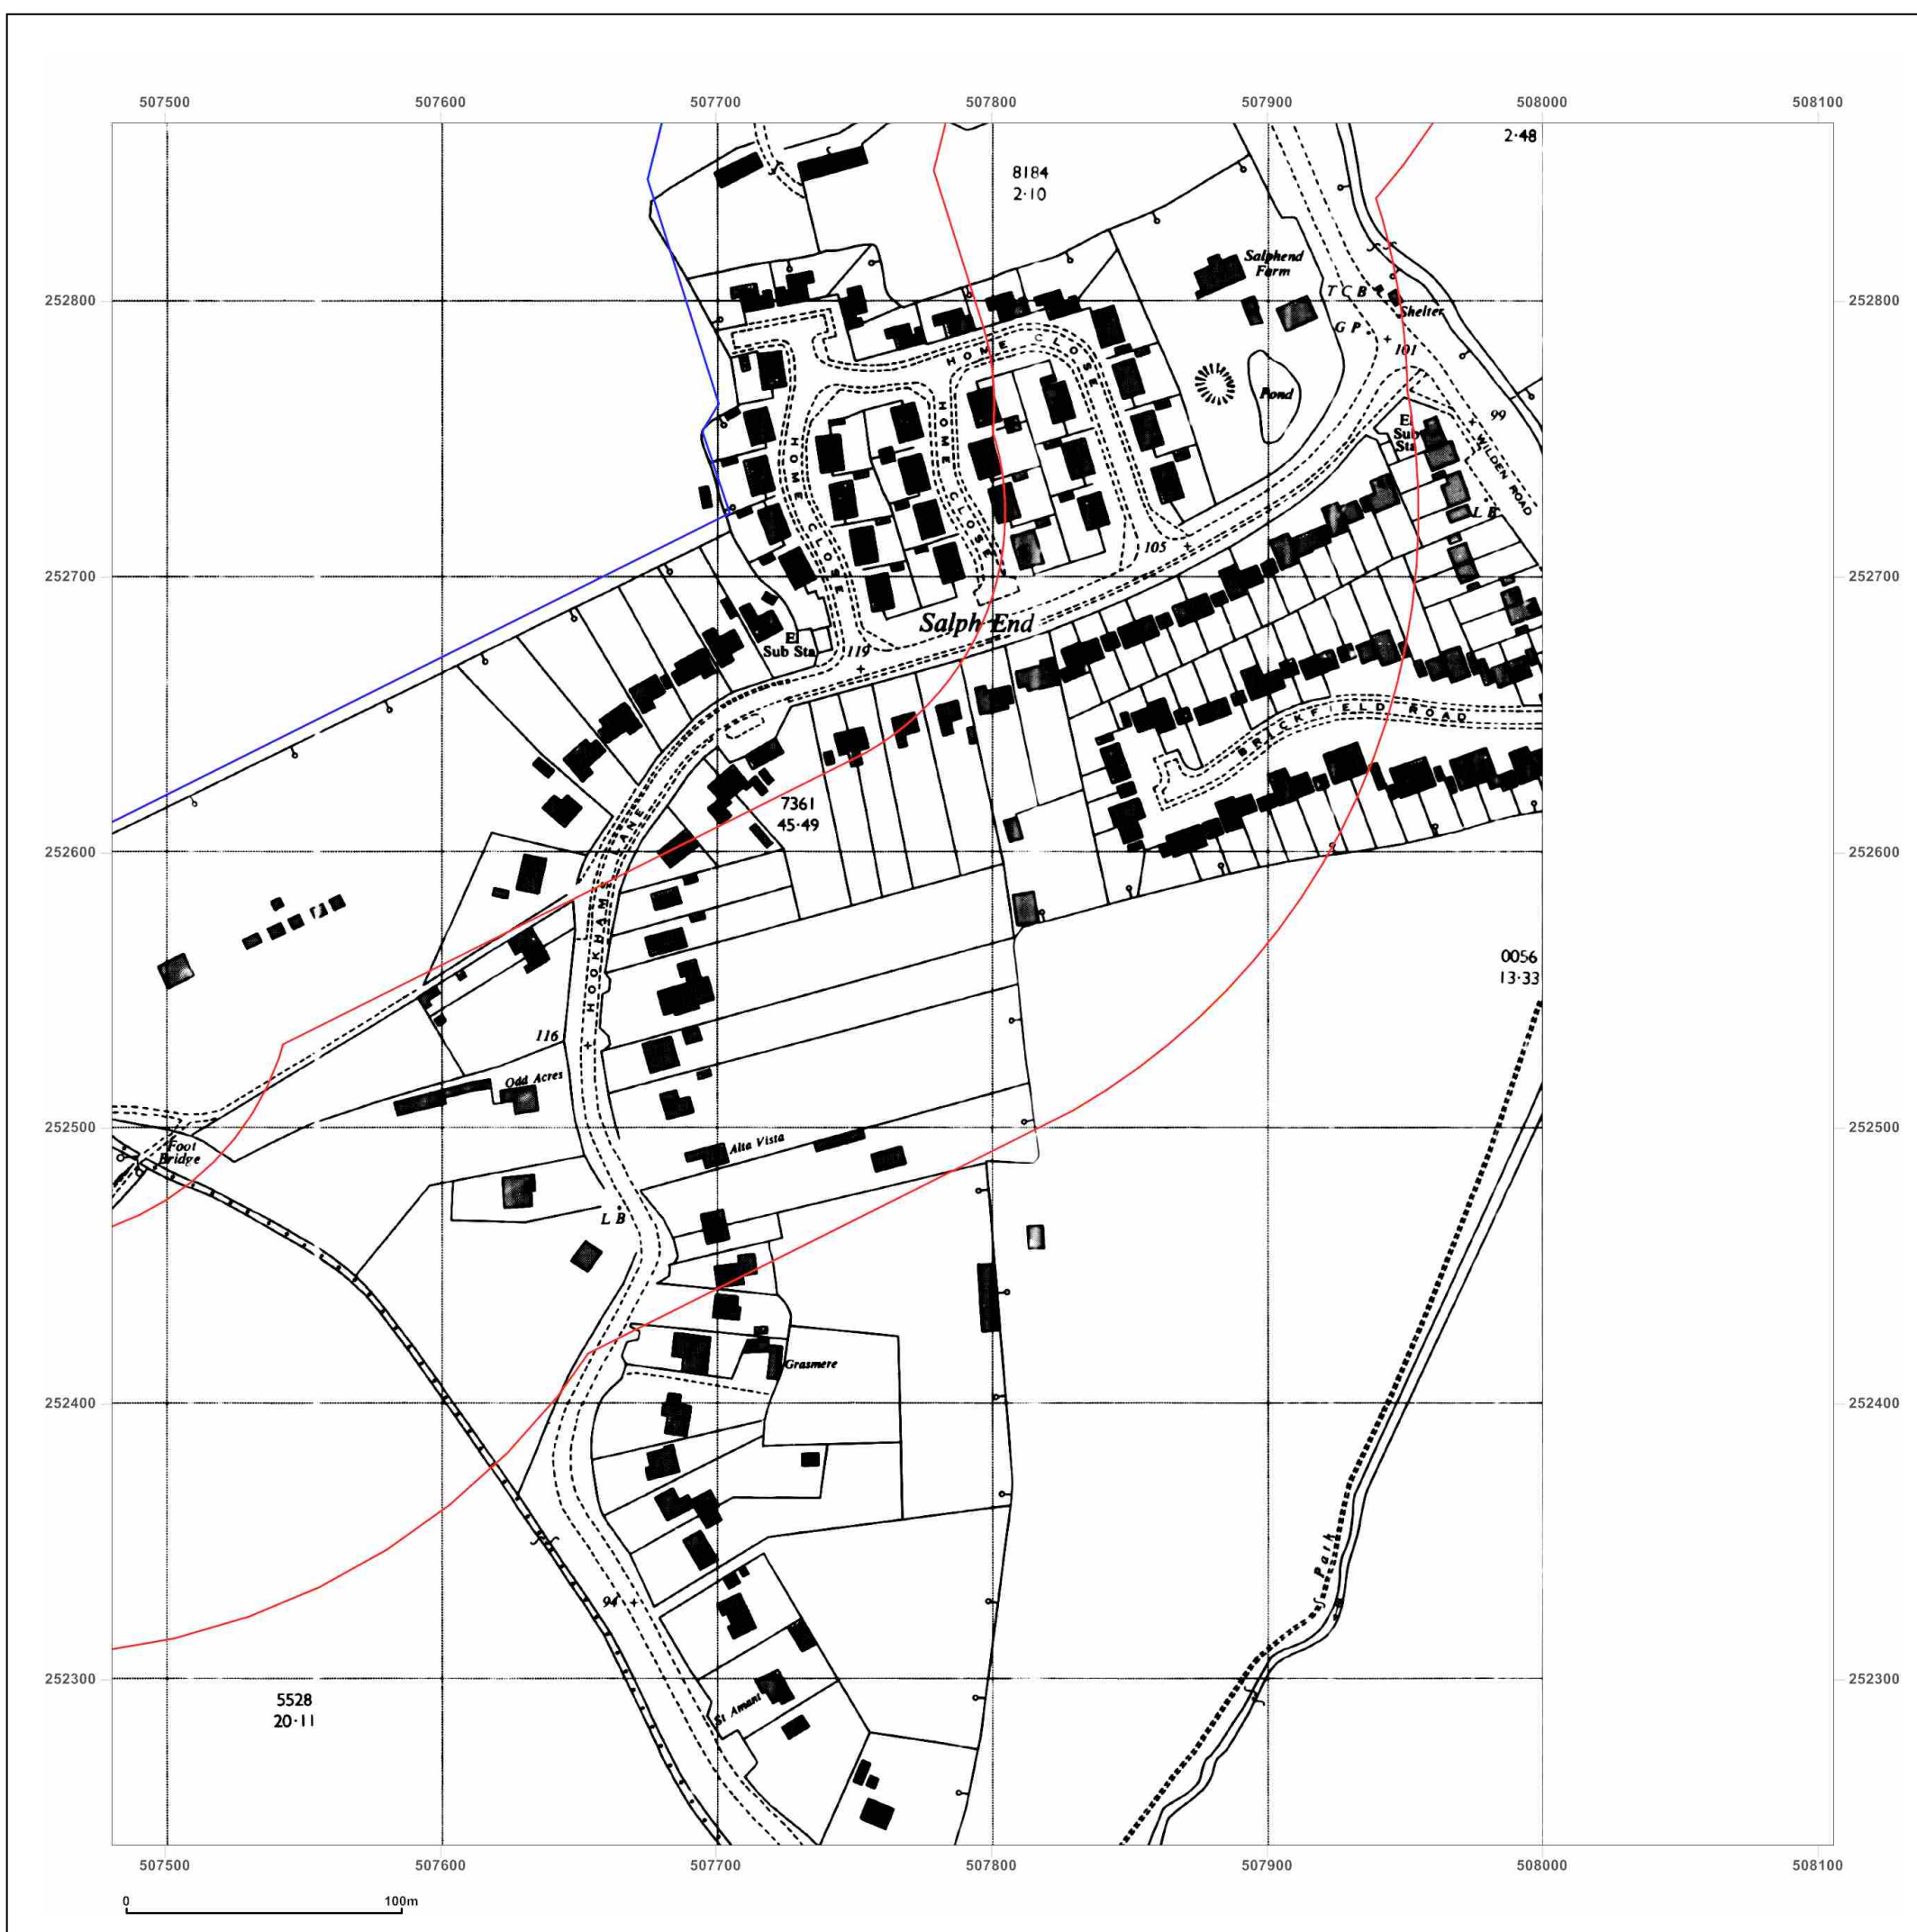 507500 507600 507700 507800 507900 508000 508100
2·48
8184
2·10
Salphend
Farm
252800
T C B
Shelter
252800
G P
101
HOME CLOSE
Pond
99
El
Sub
Sta
HOME CLOSE
HOME CLOSE
WILDEN ROAD
L B
105
252700
252700
Salph End
El
Sub Sta
119
BRICKFIELD ROAD
7361
45·49
HOOKHAMS LANE
252600
252600
0056
13·33
116
Odd Acres
252500
252500
Foot
Bridge
Alta Vista
L B
Grasmere
252400
252400
Path
94
252300
252300
5528
20·11
St Amant
507500 507600 507700 507800 507900 508000 508100
0 100m